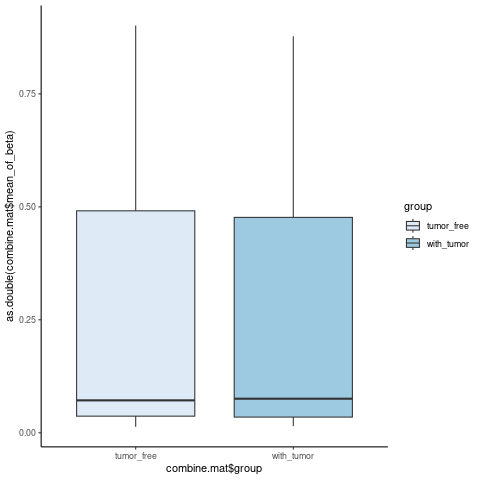 as.double(combine.mat$mean_of_beta)
0.75
0.50
0.25
0.00
tumor_free
with_tumor
combine.mat$group
group
tumor_free
with_tumor